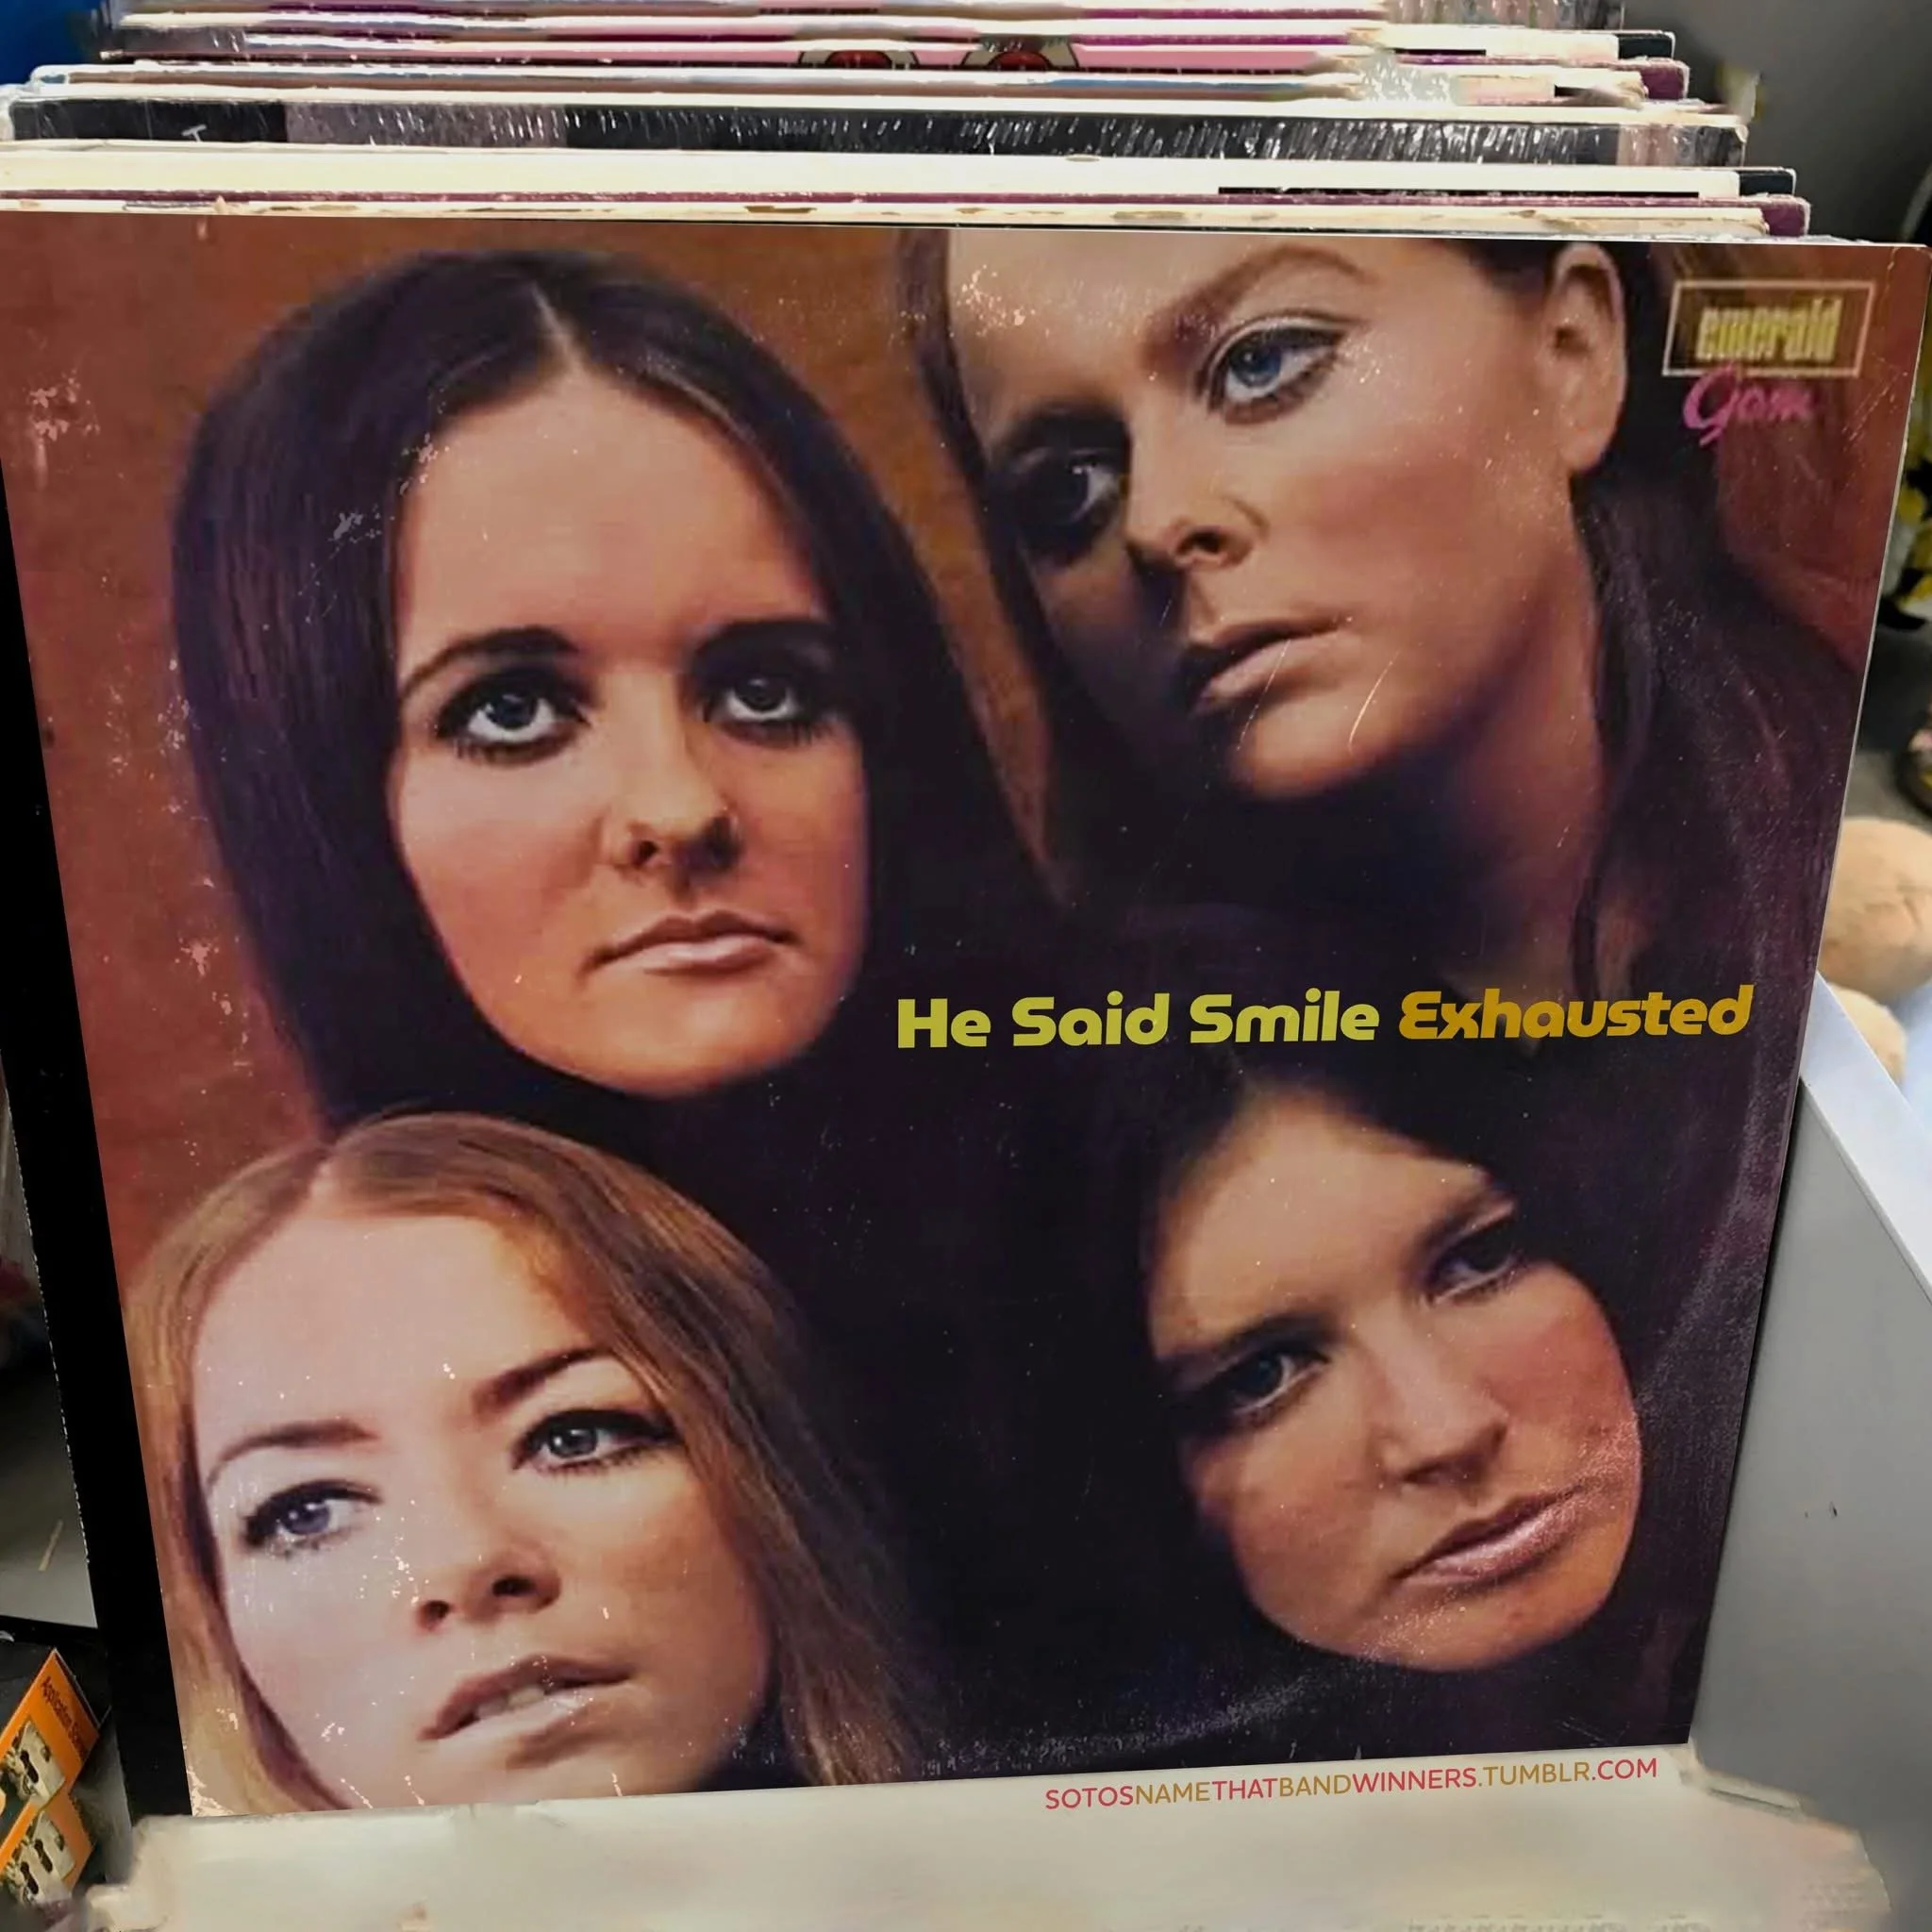 emerald
Gem
He Said Smile Exhausted
SOTOSNAMETHATBANDWINNERS.TUMBLR.COM